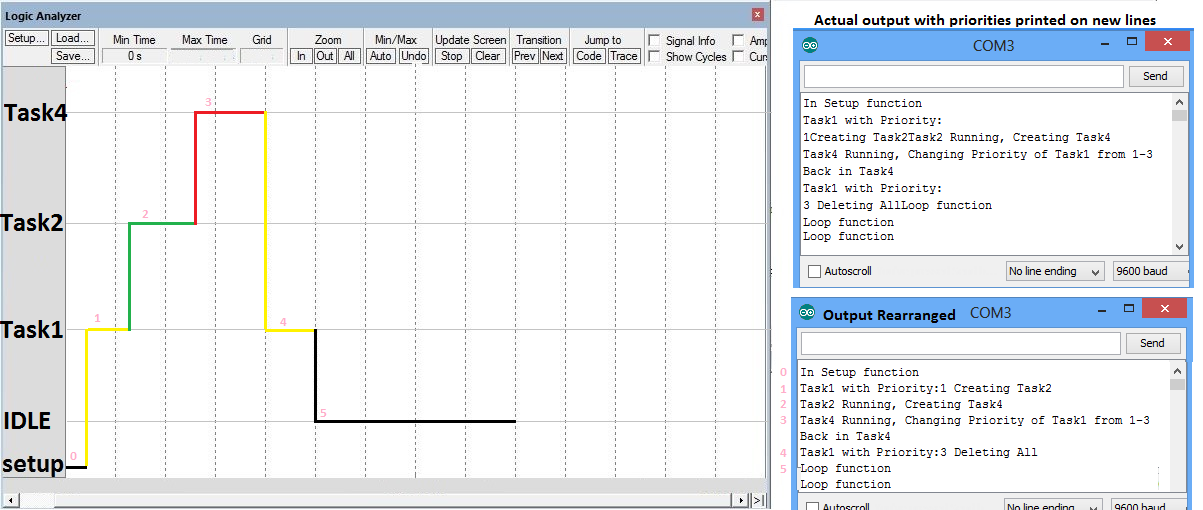 Logic Analyzer
Setup... Load... Min Time Max Time Grid Zoom Min/Max Update Screen Transition Jump to Signal Info Amp
Save... 0 s In Out All Auto Undo Stop Clear Prev Next Code Trace Show Cycles Curs
Task4
3
Task2
2
Task1
1
4
IDLE
5
setup
0
Actual output with priorities printed on new lines
COM3
Send
In Setup function
Task1 with Priority:
1Creating Task2Task2 Running, Creating Task4
Task4 Running, Changing Priority of Task1 from 1-3
Back in Task4
Task1 with Priority:
3 Deleting AllLoop function
Loop function
Loop function
Autoscroll No line ending 9600 baud
Output Rearranged COM3
Send
0 In Setup function
1 Task1 with Priority:1 Creating Task2
2 Task2 Running, Creating Task4
3 Task4 Running, Changing Priority of Task1 from 1-3
Back in Task4
4 Task1 with Priority:3 Deleting All
5 Loop function
Loop function
Autoscroll No line ending 9600 baud